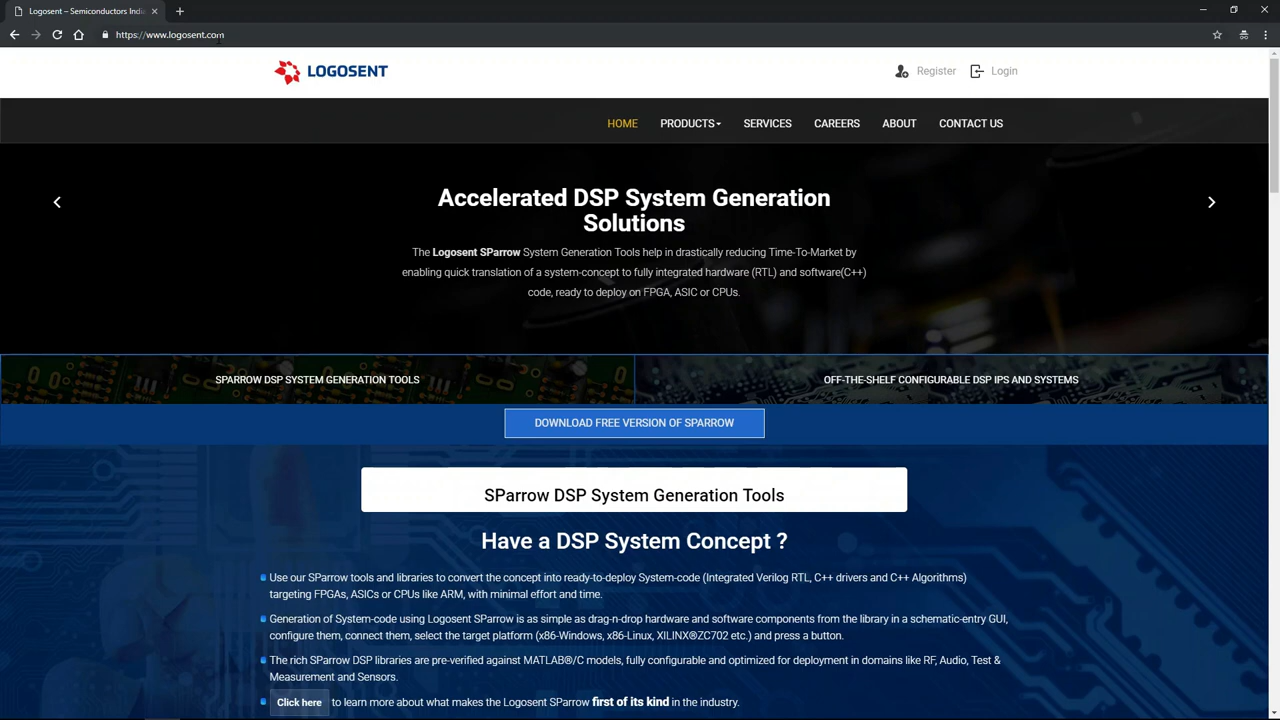 Logosent – Semiconductors Indi
https://www.logosent.com
LOGOSENT
Register
Login
HOME
PRODUCTS
SERVICES
CAREERS
ABOUT
CONTACT US
Accelerated DSP System Generation
Solutions
The Logosent SParrow System Generation Tools help in drastically reducing Time-To-Market by
enabling quick translation of a system-concept to fully integrated hardware (RTL) and software(C++)
code, ready to deploy on FPGA, ASIC or CPUs.
SPARROW DSP SYSTEM GENERATION TOOLS
OFF-THE-SHELF CONFIGURABLE DSP IPS AND SYSTEMS
DOWNLOAD FREE VERSION OF SPARROW
SParrow DSP System Generation Tools
Have a DSP System Concept ?
Use our SParrow tools and libraries to convert the concept into ready-to-deploy System-code (Integrated Verilog RTL, C++ drivers and C++ Algorithms)
targeting FPGAs, ASICs or CPUs like ARM, with minimal effort and time.
Generation of System-code using Logosent SParrow is as simple as drag-n-drop hardware and software components from the library in a schematic-entry GUI,
configure them, connect them, select the target platform (x86-Windows, x86-Linux, XILINX®ZC702 etc.) and press a button.
The rich SParrow DSP libraries are pre-verified against MATLAB®/C models, fully configurable and optimized for deployment in domains like RF, Audio, Test &
Measurement and Sensors.
Click here to learn more about what makes the Logosent SParrow first of its kind in the industry.